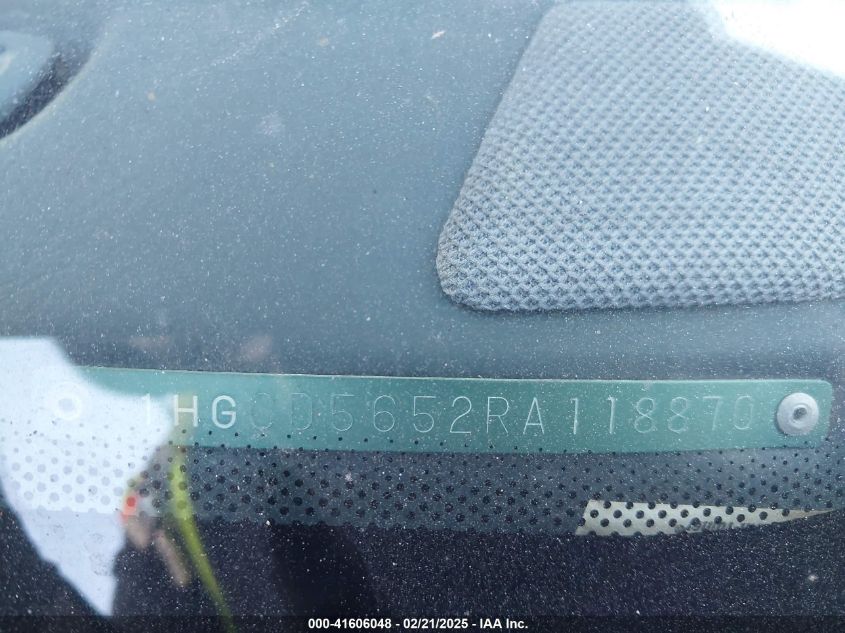 1HGCD5652RA118870
000-41606048 - 02/21/2025 - IAA Inc.